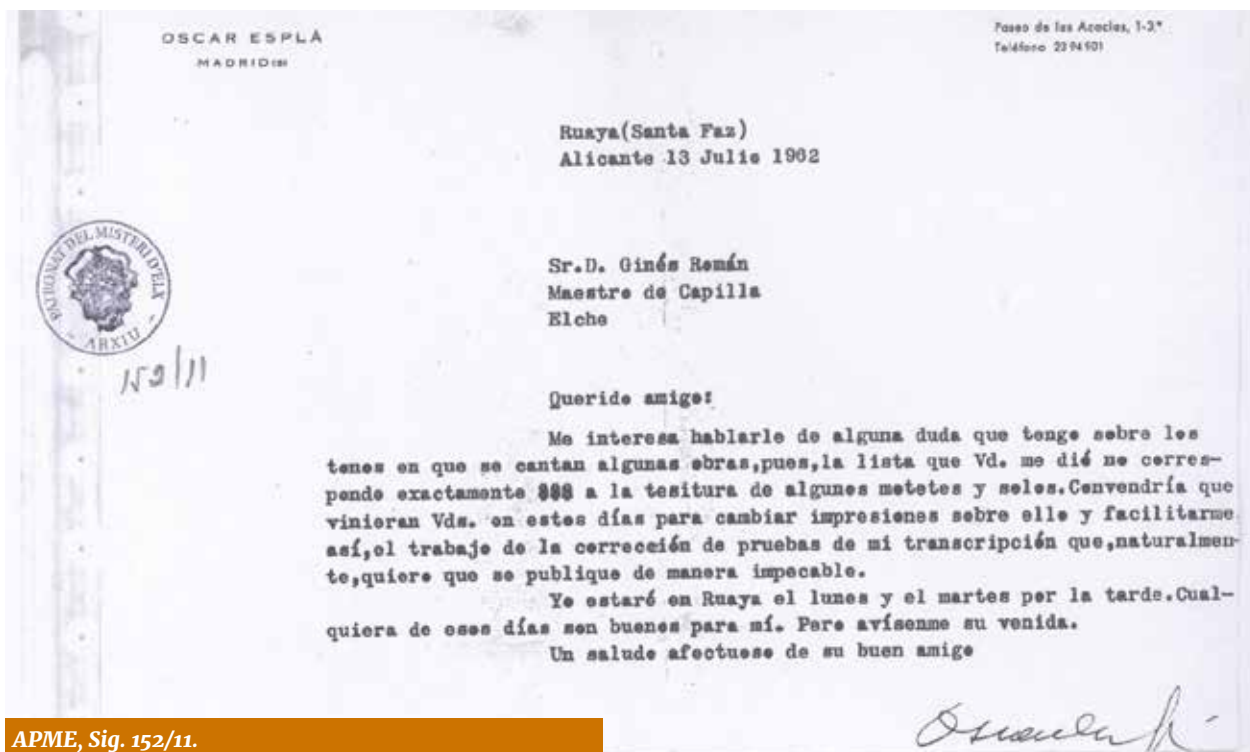 OSCAR ESPLÁ
MADRID
Paseo de las Acacias, 1-3.º
Teléfono 2394901
Ruaya(Santa Faz)
Alicante 13 Julio 1962
PATRONAT DEL MISTERI D'ELX
ARXIU
152/11
Sr.D. Ginés Román
Maestro de Capilla
Elche
Querido amigo:
Me interesa hablarle de alguna duda que tengo sobre los
tonos en que se cantan algunas obras,pues,la lista que Vd. me dió no corres-
ponde exactamente a la tesitura de algunos motetes y solos.Convendría que
vinieran Vds. en estos días para cambiar impresiones sobre ello y facilitarme
así,el trabajo de la corrección de pruebas de mi transcripción que,naturalmen-
te,quiero que se publique de manera impecable.
Yo estaré en Ruaya el lunes y el martes por la tarde.Cual-
quiera de esos días son buenos para mí. Pero avísenme su venida.
Un saludo afectuoso de su buen amigo
APME, Sig. 152/11.